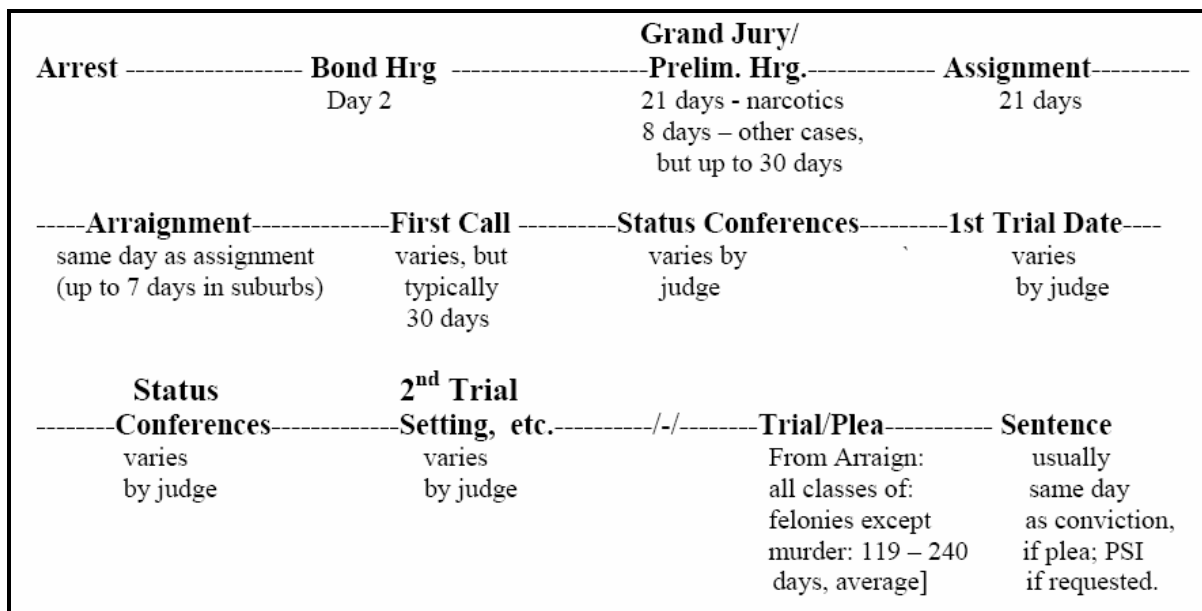 Grand Jury/
Arrest ------------------ Bond Hrg --------------------Prelim. Hrg.------------- Assignment----------
Day 2 21 days - narcotics 21 days
8 days – other cases,
but up to 30 days
-----Arraignment--------------First Call ----------Status Conferences---------1st Trial Date----
same day as assignment varies, but varies by ` varies
(up to 7 days in suburbs) typically judge by judge
30 days
Status 2nd Trial
--------Conferences-------------Setting, etc.----------/-/--------Trial/Plea----------- Sentence
varies varies From Arraign: usually
by judge by judge all classes of: same day
felonies except as conviction,
murder: 119 – 240 if plea; PSI
days, average] if requested.